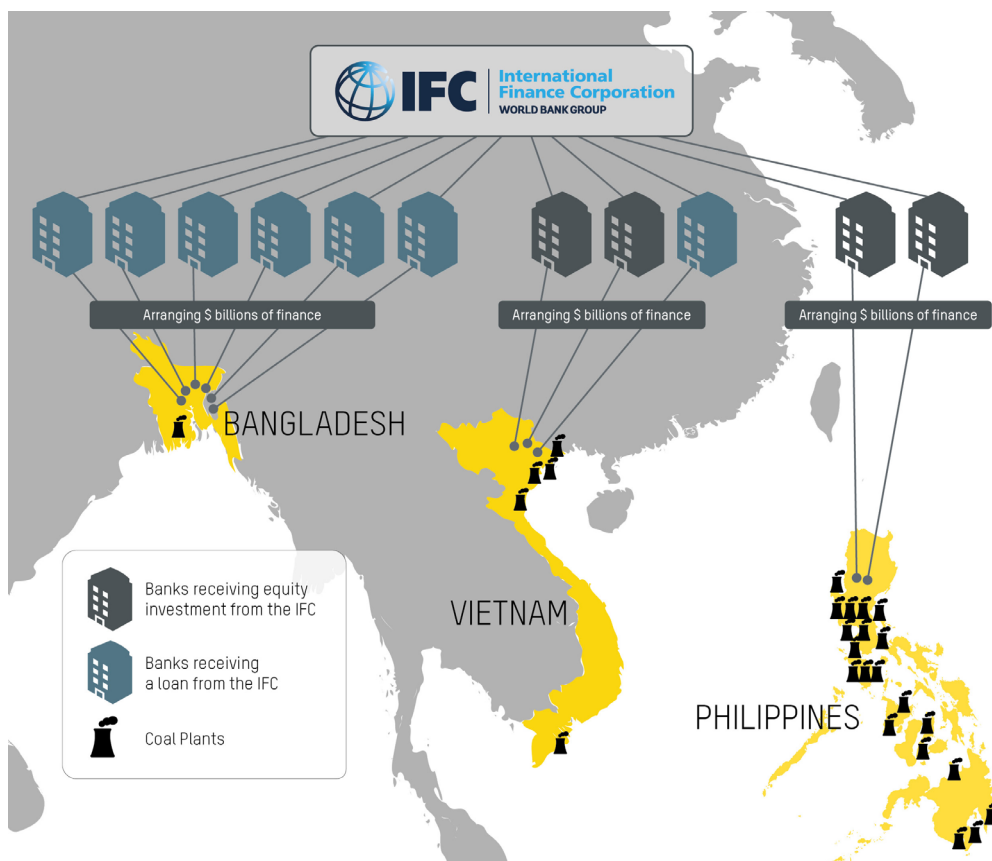 IFC
International
Finance Corporation
WORLD BANK GROUP
Arranging $ billions of finance
Arranging $ billions of finance
Arranging $ billions of finance
BANGLADESH
VIETNAM
PHILIPPINES
Banks receiving equity
investment from the IFC
Banks receiving
a loan from the IFC
Coal Plants